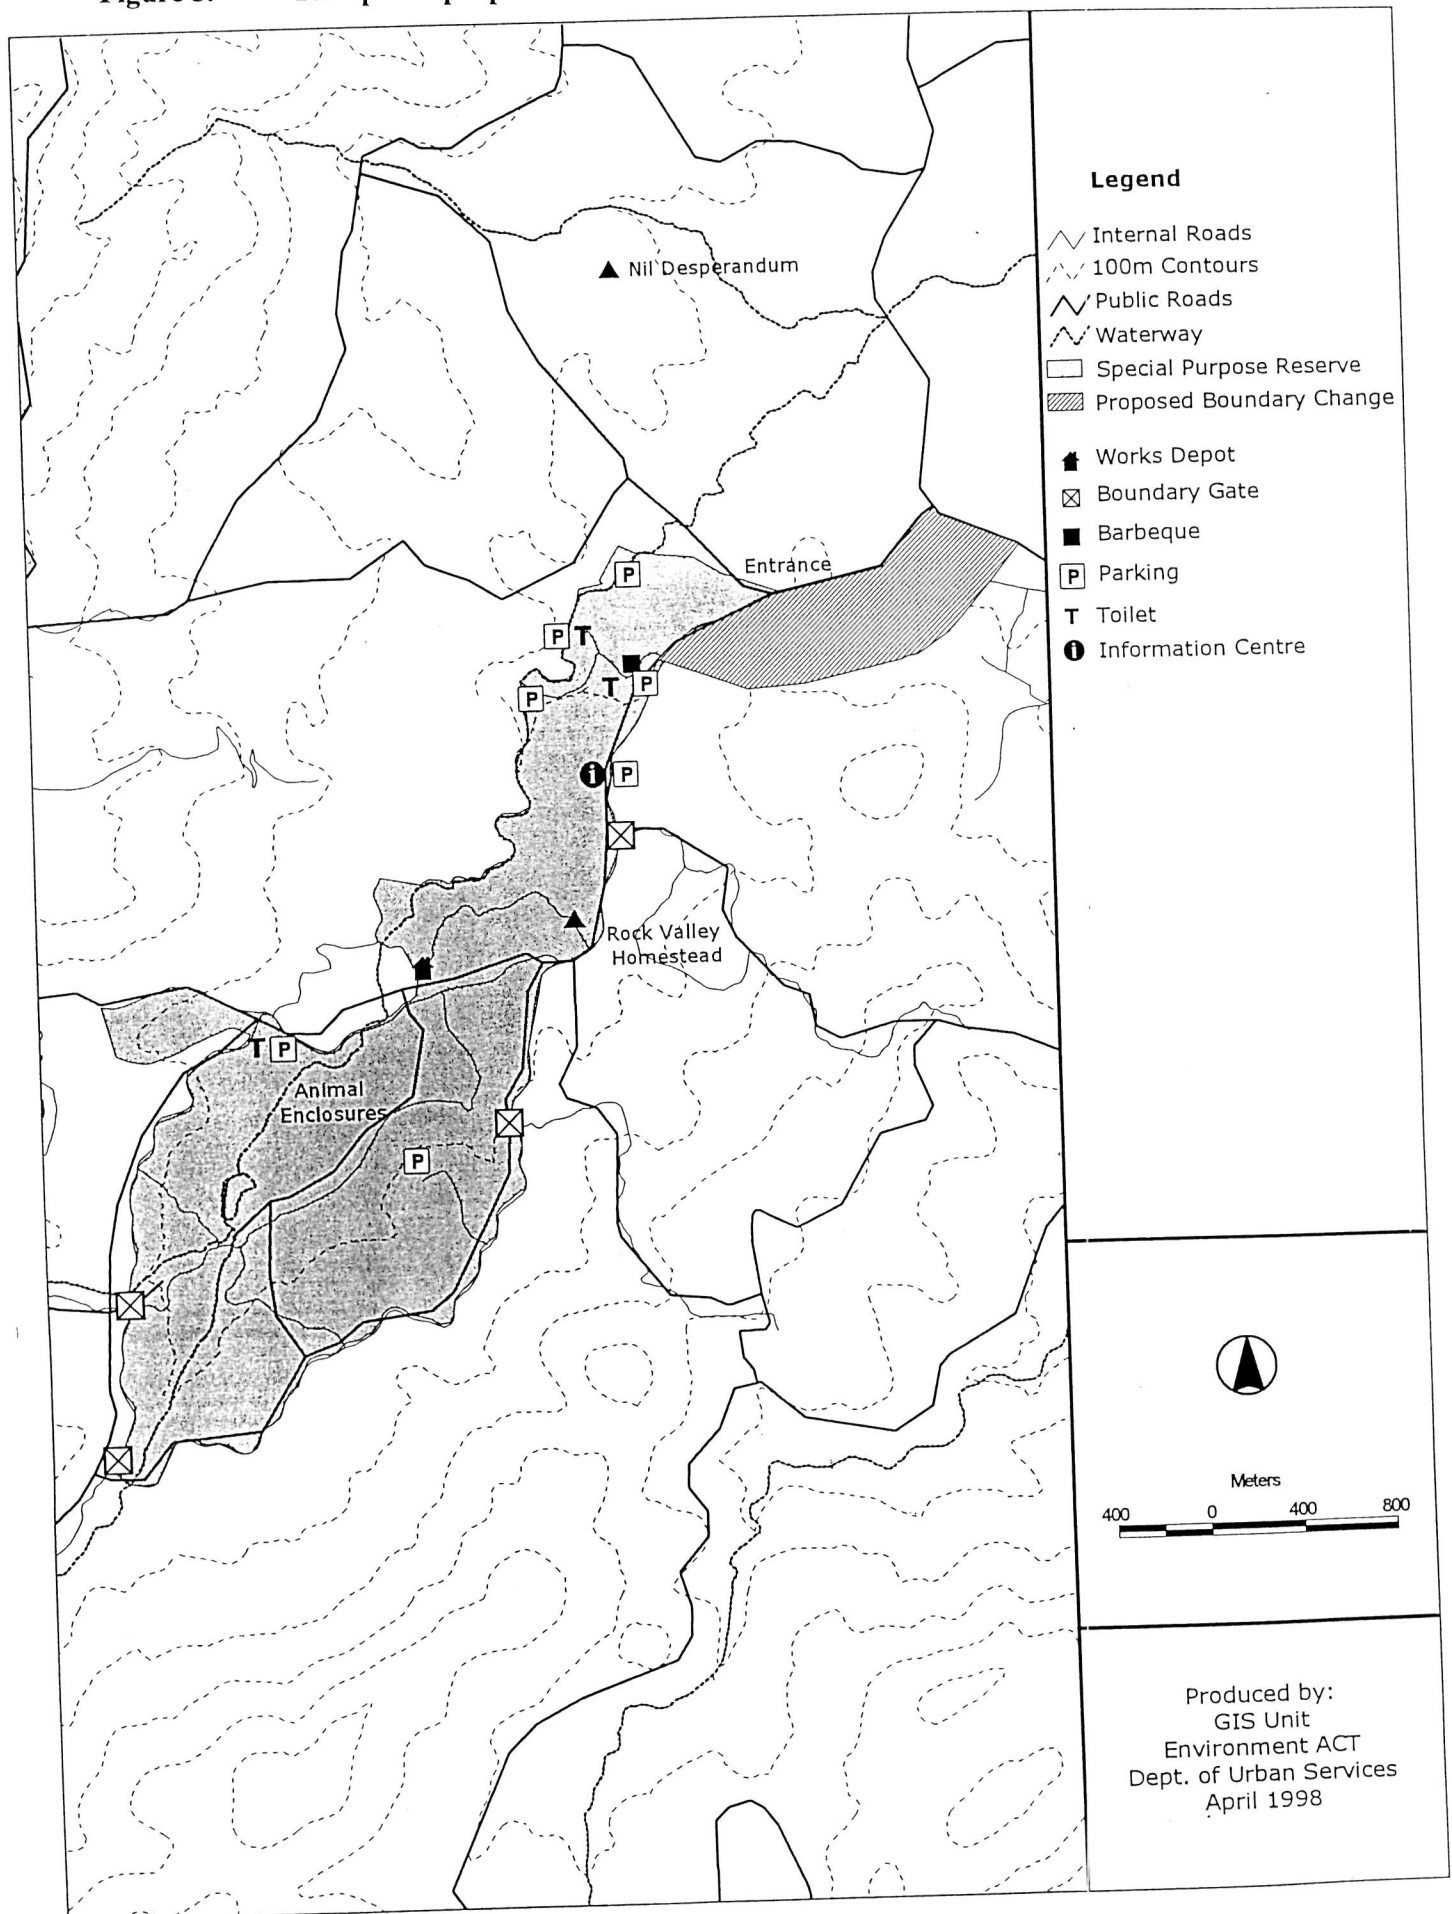 Nil Desperandum
Entrance
P
P
T
T
P
P
i
P
Rock Valley
Homestead
T
P
Animal
Enclosures
P
Legend
Internal Roads
100m Contours
Public Roads
Waterway
Special Purpose Reserve
Proposed Boundary Change
Works Depot
Boundary Gate
Barbeque
P Parking
T Toilet
i Information Centre
Meters
400 0 400 800
Produced by:
GIS Unit
Environment ACT
Dept. of Urban Services
April 1998